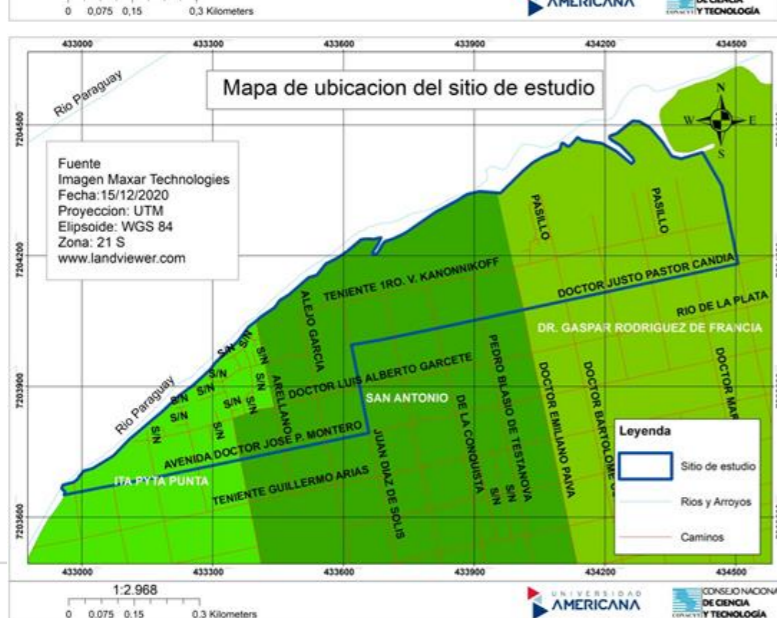 0 0,075 0,15 0,3 Kilometers
AMERICANA
DE CIENCIA
Y TECNOLOGÍA
433000 433300 433600 433900 434200 434500
Mapa de ubicacion del sitio de estudio
Rio Paraguay
N
W E
S
7204500
7204200
7203900
7203600
Fuente
Imagen Maxar Technologies
Fecha:15/12/2020
Proyeccion: UTM
Elipsoide: WGS 84
Zona: 21 S
www.landviewer.com
PASILLO
PASILLO
TENIENTE 1RO. V. KANONNIKOFF
DOCTOR JUSTO PASTOR CANDIA
ALEJO GARCIA
RIO DE LA PLATA
DR. GASPAR RODRIGUEZ DE FRANCIA
S/N
S/N
S/N
S/N
S/N
S/N
S/N
S/N
S/N
S/N
S/N
Rio Paraguay
ARELLANO
DOCTOR LUIS ALBERTO GARCETE
SAN ANTONIO
PEDRO BLASIO DE TESTANOVA
DE LA CONQUISTA
DOCTOR EMILIANO PAIVA
DOCTOR BARTOLOME
DOCTOR MAR
AVENIDA DOCTOR JOSE P. MONTERO
ITA PYTA PUNTA
TENIENTE GUILLERMO ARIAS
JUAN DIAZ DE SOLIS
S/N
S/N
Leyenda
Sitio de estudio
Rios y Arroyos
Caminos
433000 433300 433600 433900 434200 434500
1:2.968
0 0.075 0.15 0.3 Kilometers
UNIVERSIDAD
AMERICANA
CONSEJO NACIONAL
DE CIENCIA
Y TECNOLOGÍA
CONACYT